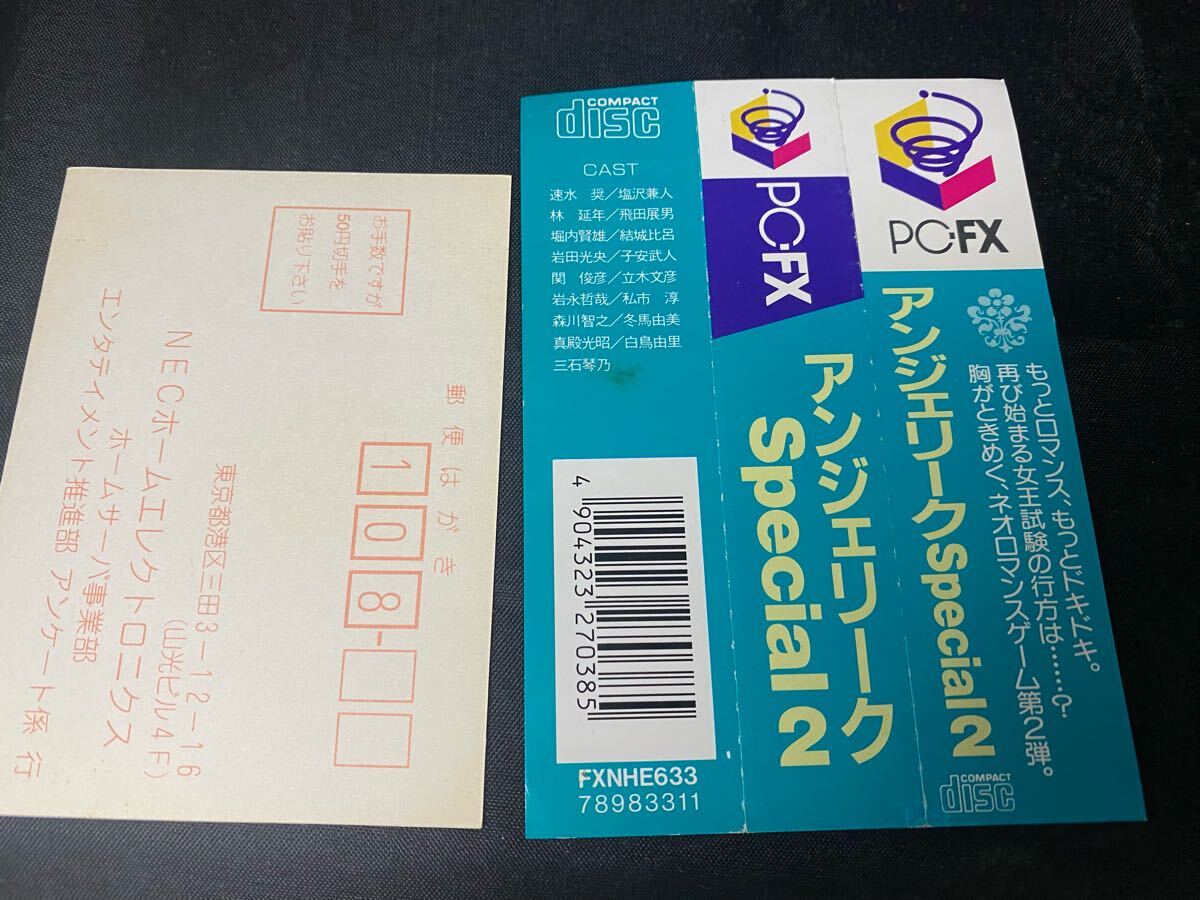 お手数ですが
50円切手を
お貼り下さい
郵便はがき
108-
東京都港区三田3-12-16
(山光ビル4F)
NECホームエレクトロニクス
ホームサーバ事業部
エンタテイメント推進部 アンケート係 行
COMPACT
disc
CAST
速水 奨/塩沢兼人
林 延年/飛田展男
堀内賢雄/結城比呂
岩田光央/子安武人
関 俊彦/立木文彦
岩永哲哉/私市 淳
森川智之/冬馬由美
真殿光昭/白鳥由里
三石琴乃
4 904323 270385
FXNHE633
78983311
PC-FX
アンジェリーク
Special 2
PC-FX
もっとロマンス、もっとドキドキ。
再び始まる女王試験の行方は……?
胸がときめく、ネオロマンスゲーム第2弾。
アンジェリークSpecial2
COMPACT
disc